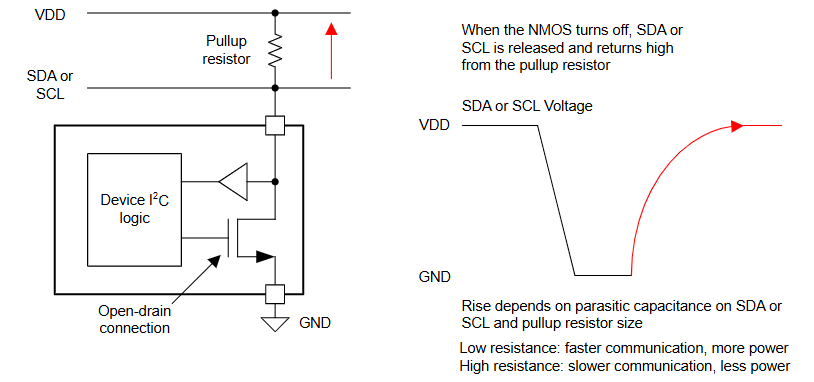 VDD
Pullup
resistor
SDA or
SCL
Device I²C
logic
Open-drain
connection
GND
When the NMOS turns off, SDA or
SCL is released and returns high
from the pullup resistor
SDA or SCL Voltage
VDD
GND
Rise depends on parasitic capacitance on SDA or
SCL and pullup resistor size
Low resistance: faster communication, more power
High resistance: slower communication, less power